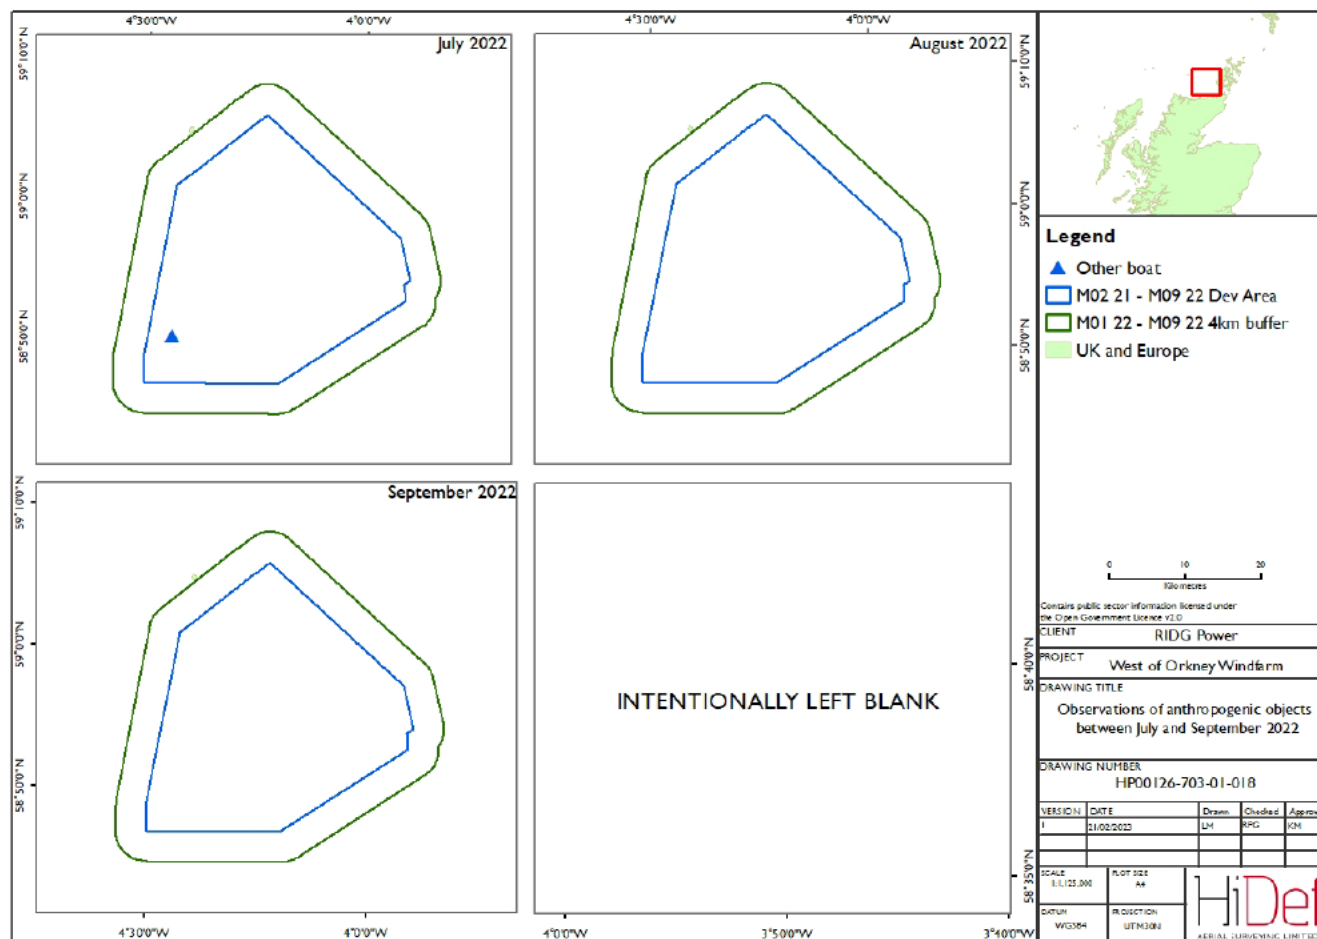 4°30'0"W
4°0'0"W
4°30'0"W
4°0'0"W
July 2022
August 2022
59°10'0"N
59°0'0"N
58°50'0"N
59°10'0"N
59°0'0"N
58°50'0"N
September 2022
59°10'0"N
59°0'0"N
58°50'0"N
INTENTIONALLY LEFT BLANK
58°40'0"N
58°35'0"N
4°30'0"W
4°0'0"W
4°0'0"W
3°50'0"W
3°40'0"W
Legend
Other boat
M02 21 - M09 22 Dev Area
M01 22 - M09 22 4km buffer
UK and Europe
0 10 20
Kilometres
Contains public sector information licensed under
the Open Government Licence v2.0
CLIENT
RIDG Power
PROJECT
West of Orkney Windfarm
DRAWING TITLE
Observations of anthropogenic objects
between July and September 2022
DRAWING NUMBER
HP00126-703-01-018
VERSION DATE Drawn Checked Approv
1 21/02/2023 LM RPG KM
SCALE
1:1,125,000
PLOT SIZE
A4
DATUM
WGS84
PROJECTION
UTM30N
HiDef
AERIAL SURVEYING LIMITED